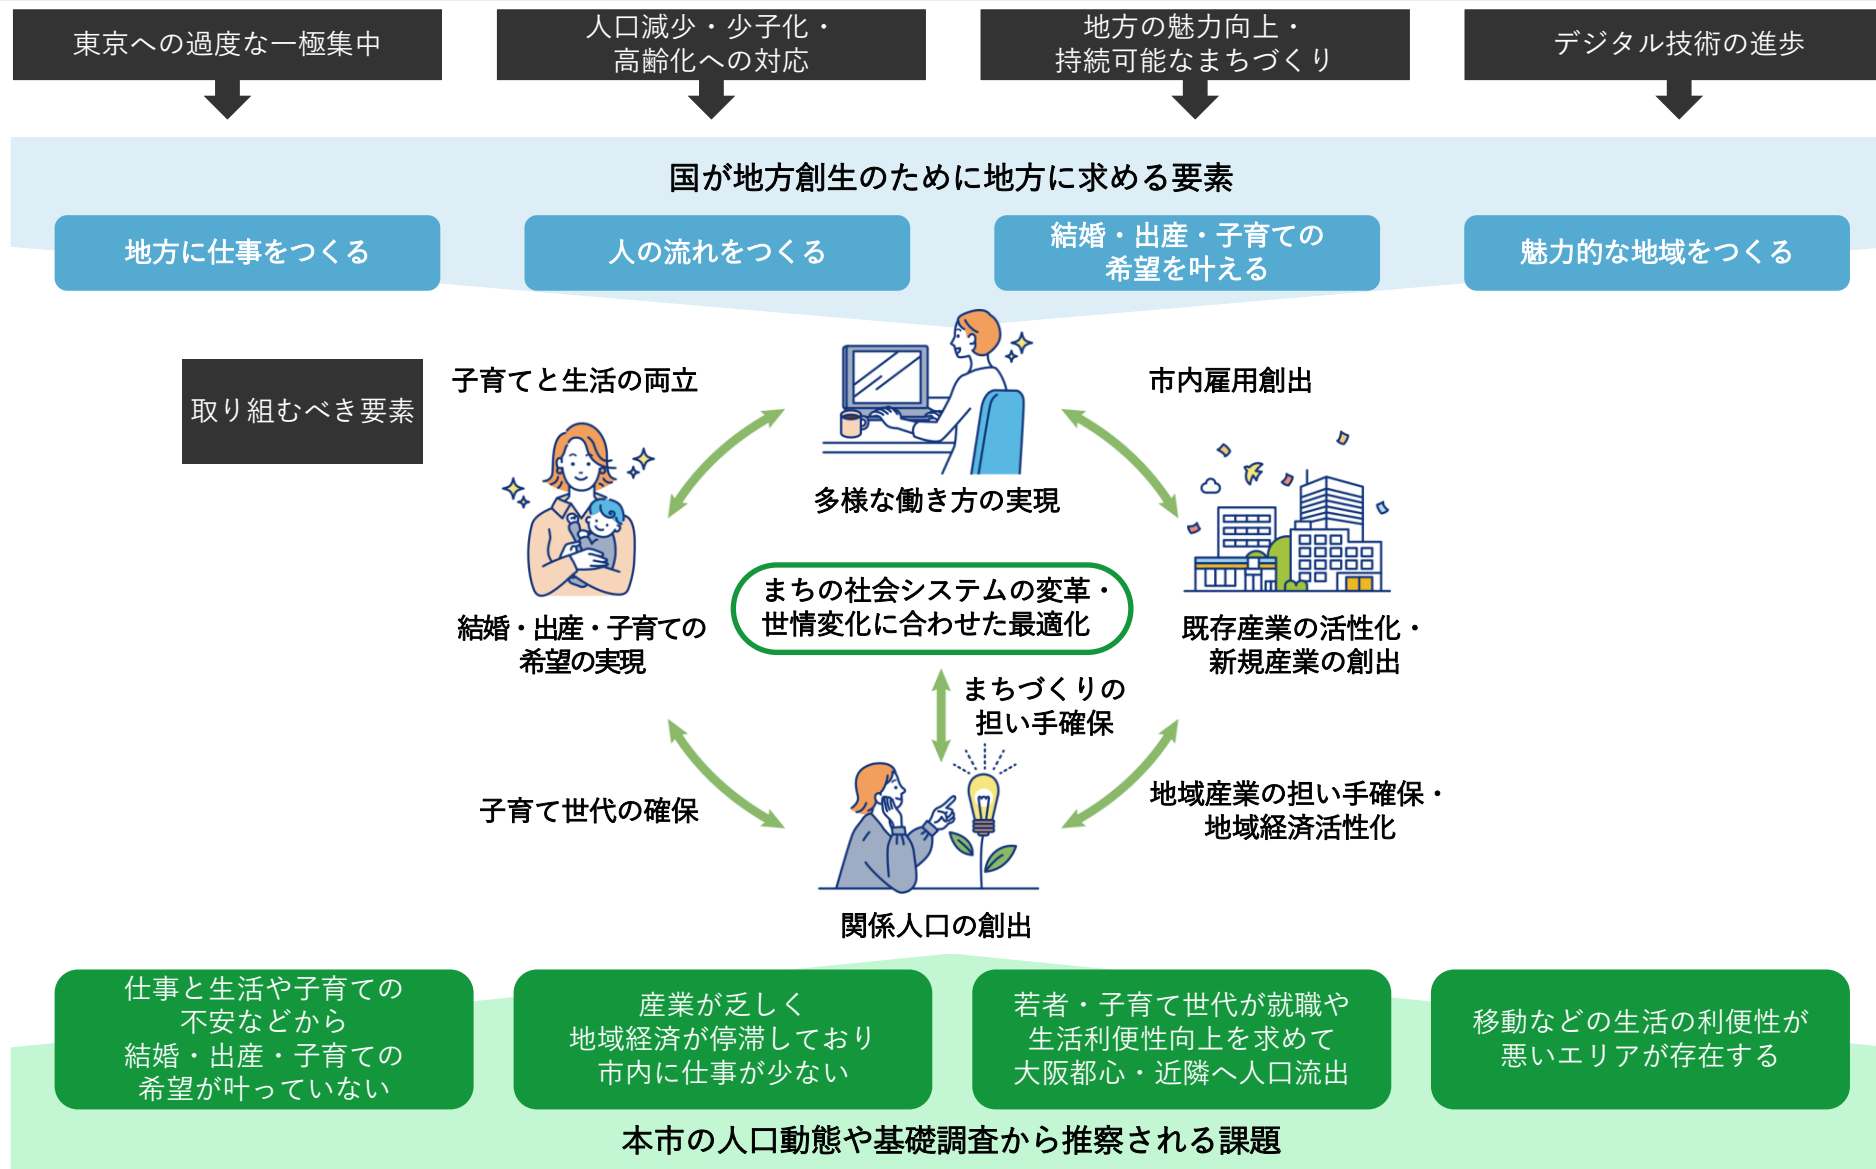 東京への過度な一極集中
人口減少・少子化・
高齢化への対応
地方の魅力向上・
持続可能なまちづくり
デジタル技術の進歩
国が地方創生のために地方に求める要素
地方に仕事をつくる
人の流れをつくる
結婚・出産・子育ての
希望を叶える
魅力的な地域をつくる
取り組むべき要素
子育てと生活の両立
市内雇用創出
多様な働き方の実現
まちの社会システムの変革・
世情変化に合わせた最適化
結婚・出産・子育ての
希望の実現
既存産業の活性化・
新規産業の創出
まちづくりの
担い手確保
子育て世代の確保
地域産業の担い手確保・
地域経済活性化
関係人口の創出
仕事と生活や子育ての
不安などから
結婚・出産・子育ての
希望が叶っていない
産業が乏しく
地域経済が停滞しており
市内に仕事が少ない
若者・子育て世代が就職や
生活利便性向上を求めて
大阪都心・近隣へ人口流出
移動などの生活の利便性が
悪いエリアが存在する
本市の人口動態や基礎調査から推察される課題